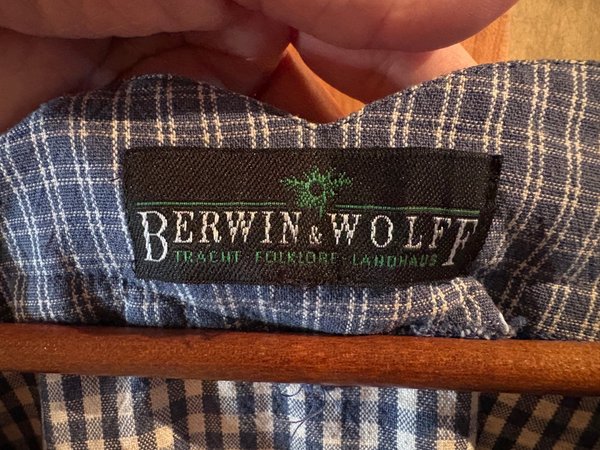 BERWIN & WOLFF
TRACHT FOLKLORE LANDHAUS